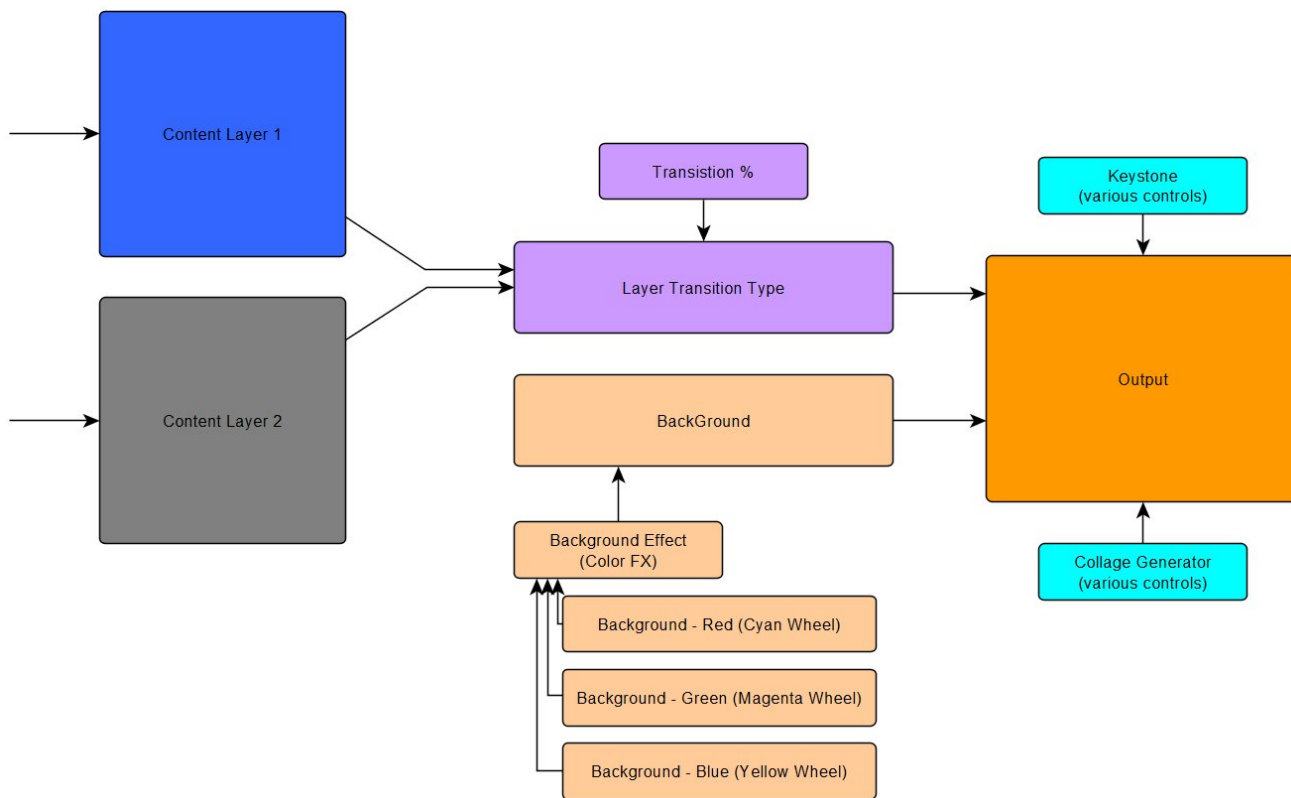 Content Layer 1
Transistion %
Keystone
(various controls)
Layer Transition Type
Content Layer 2
BackGround
Output
Background Effect
(Color FX)
Collage Generator
(various controls)
Background - Red (Cyan Wheel)
Background - Green (Magenta Wheel)
Background - Blue (Yellow Wheel)